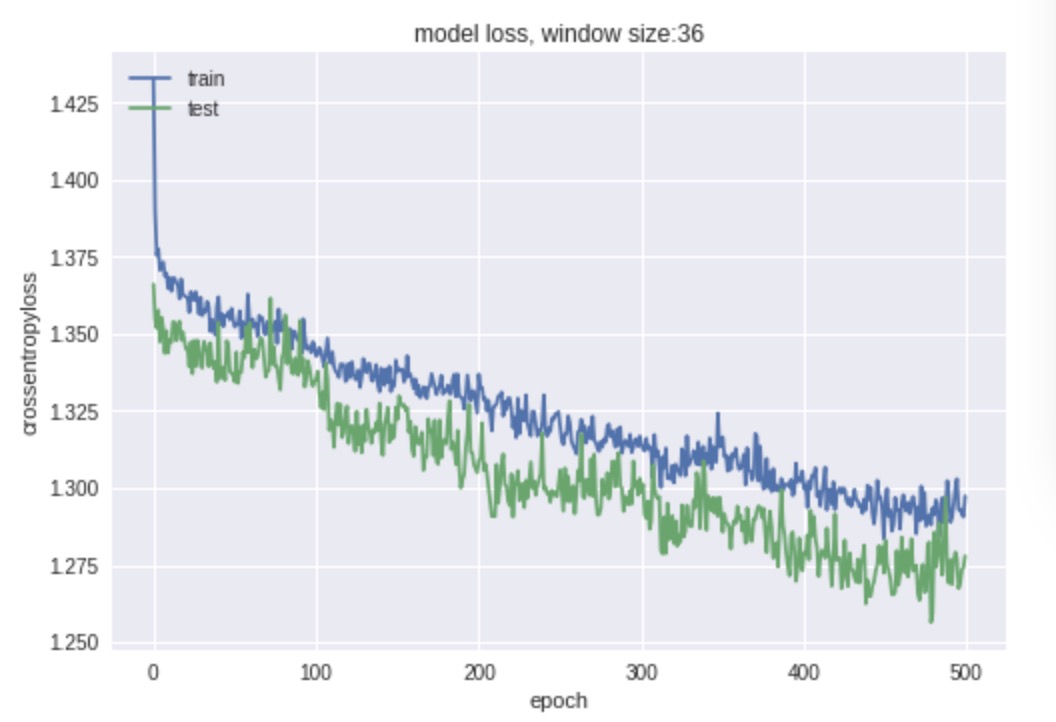 model loss, window size:36
train
test
1.425
1.400
1.375
1.350
1.325
1.300
1.275
1.250
crossentropyloss
0 100 200 300 400 500
epoch